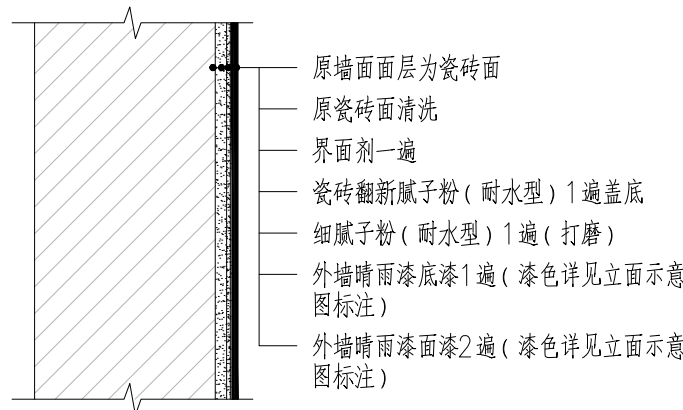 原墙面面层为瓷砖面
原瓷砖面清洗
界面剂一遍
瓷砖翻新腻子粉(耐水型)1遍盖底
细腻子粉(耐水型)1遍(打磨)
外墙晴雨漆底漆1遍(漆色详见立面示意
图标注)
外墙晴雨漆面漆2遍(漆色详见立面示意
图标注)